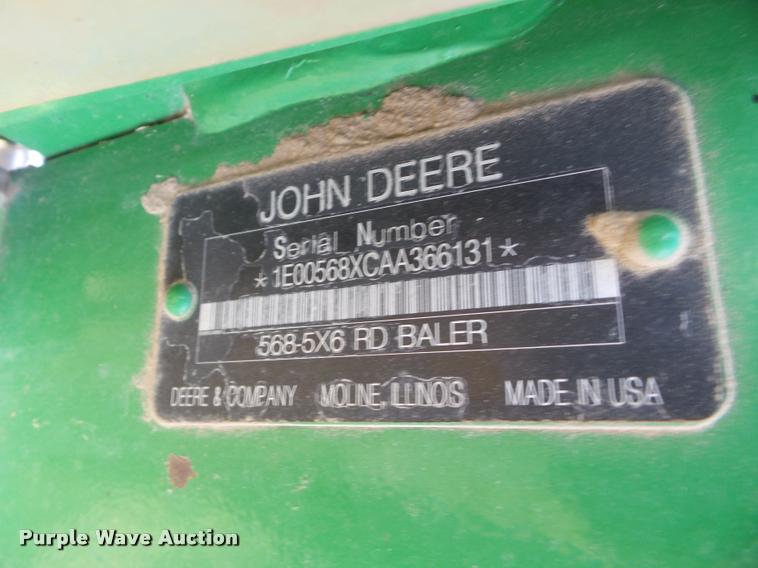 JOHN DEERE
Serial Number
*1E00568XCAA366131*
568-5X6 RD BALER
DEERE & COMPANY MOLINE, ILLINOIS MADE IN USA
Purple Wave Auction